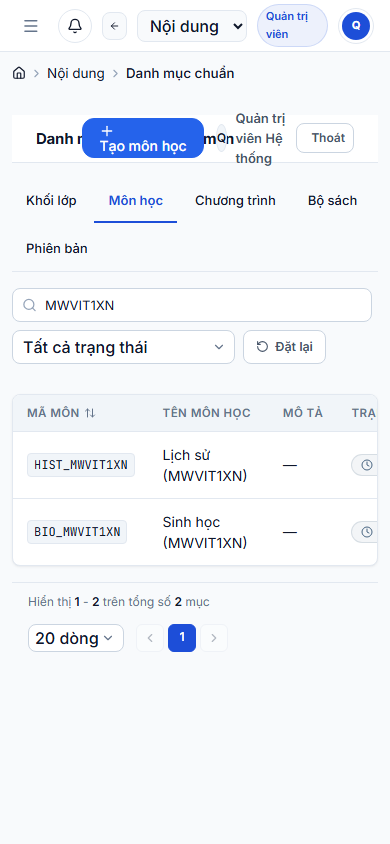 Nội dung
Quản trị
viên
Q
Nội dung
Danh mục chuẩn
Tạo môn học
Q
Quản trị
viên Hệ
thống
Thoát
Khối lớp
Môn học
Chương trình
Bộ sách
Phiên bản
MWVIT1XN
Tất cả trạng thái
Đặt lại
MÃ MÔN
TÊN MÔN HỌC
MÔ TẢ
HIST_MWVIT1XN
Lịch sử
(MWVIT1XN)
—
BIO_MWVIT1XN
Sinh học
(MWVIT1XN)
—
Hiển thị 1 - 2 trên tổng số 2 mục
20 dòng
1